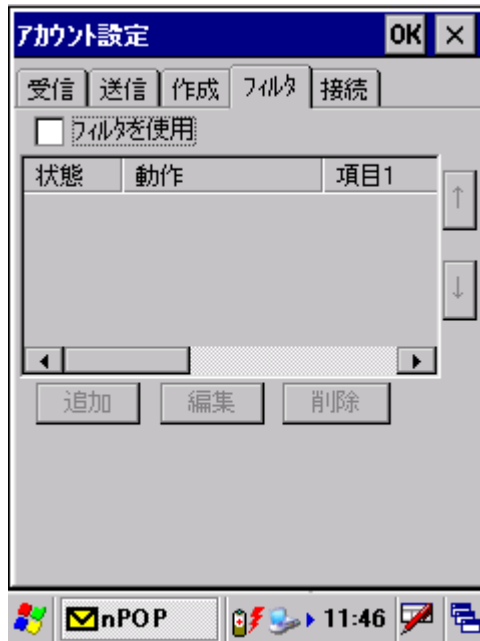 アカウント設定 OK ×
受信 送信 作成 フィルタ 接続
フィルタを使用
状態 動作 項目1
↑
↓
追加 編集 削除
nPOP 11:46